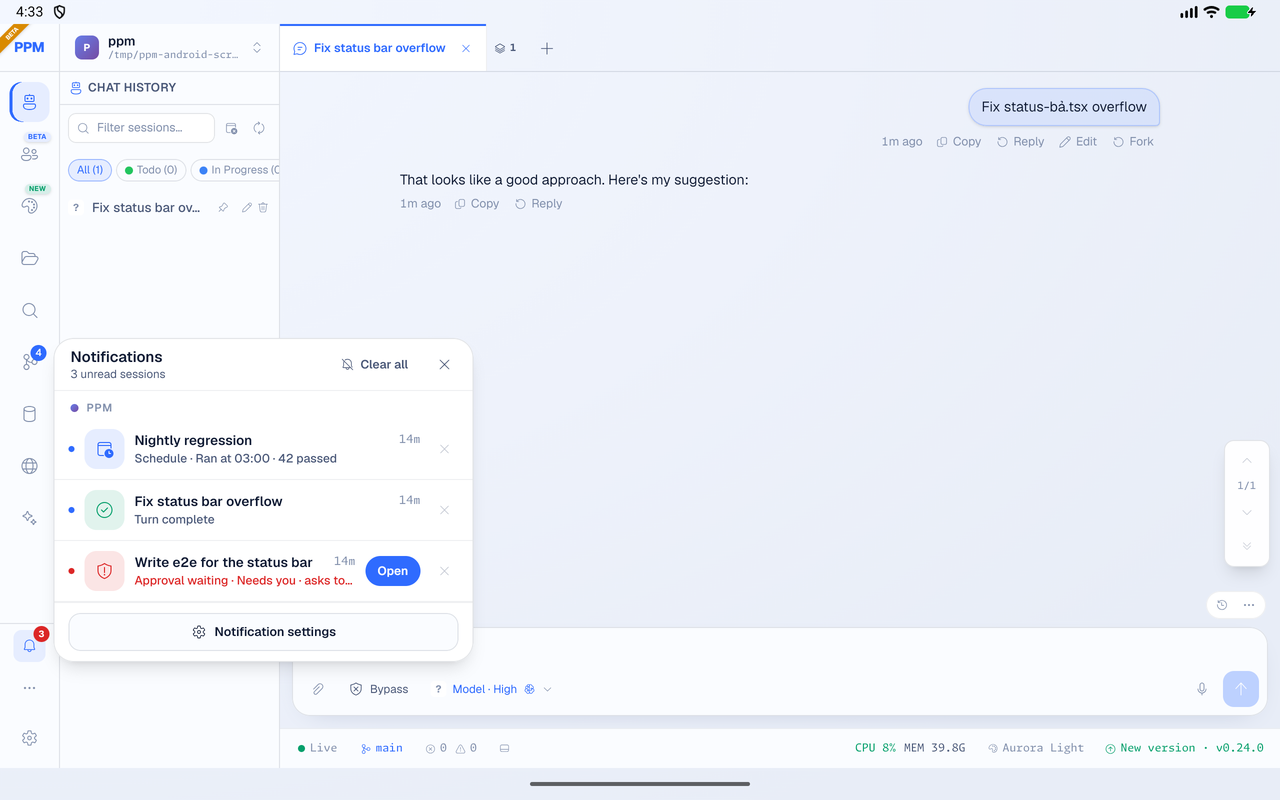 4:33
BETA
PPM
P
ppm
/tmp/ppm-android-scr…
Fix status bar overflow
1
CHAT HISTORY
Filter sessions…
All (1)
Todo (0)
In Progress (0
? Fix status bar ov…
BETA
NEW
4
Fix status-bả.tsx overflow
1m ago Copy Reply Edit Fork
That looks like a good approach. Here's my suggestion:
1m ago Copy Reply
Notifications
3 unread sessions
Clear all
PPM
Nightly regression
14m
Schedule · Ran at 03:00 · 42 passed
Fix status bar overflow
14m
Turn complete
Write e2e for the status bar
14m
Approval waiting · Needs you · asks to…
Open
Notification settings
3
1/1
Bypass
? Model · High
Live
main
0 0
CPU 8% MEM 39.8G
Aurora Light
New version · v0.24.0